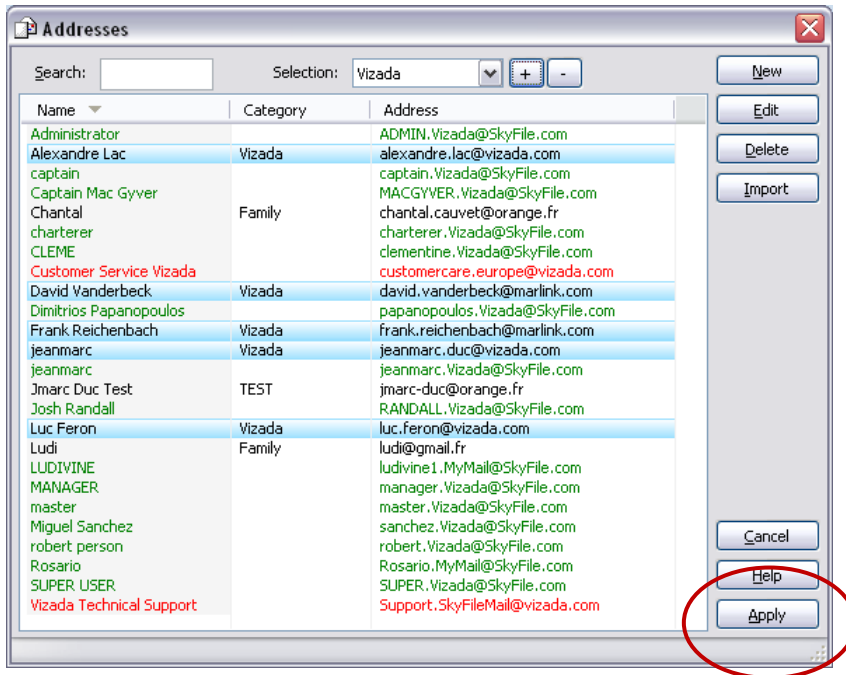 Addresses
Search: Selection: Vizada + - New
Name Category Address Edit
Administrator ADMIN.Vizada@SkyFile.com
Alexandre Lac Vizada alexandre.lac@vizada.com Delete
captain captain.Vizada@SkyFile.com
Captain Mac Gyver MACGYVER.Vizada@SkyFile.com Import
Chantal Family chantal.cauvet@orange.fr
charterer charterer.Vizada@SkyFile.com
CLEME clementine.Vizada@SkyFile.com
Customer Service Vizada customercare.europe@vizada.com
David Vanderbeck Vizada david.vanderbeck@marlink.com
Dimitrios Papanopoulos papanopoulos.Vizada@SkyFile.com
Frank Reichenbach Vizada frank.reichenbach@marlink.com
jeanmarc Vizada jeanmarc.duc@vizada.com
jeanmarc jeanmarc.Vizada@SkyFile.com
Jmarc Duc Test TEST jmarc-duc@orange.fr
Josh Randall RANDALL.Vizada@SkyFile.com
Luc Feron Vizada luc.feron@vizada.com
Ludi Family ludi@gmail.fr
LUDIVINE ludivine1.MyMail@SkyFile.com
MANAGER manager.Vizada@SkyFile.com
master master.Vizada@SkyFile.com
Miguel Sanchez sanchez.Vizada@SkyFile.com Cancel
robert person robert.Vizada@SkyFile.com
Rosario Rosario.MyMail@SkyFile.com Help
SUPER USER SUPER.Vizada@SkyFile.com
Vizada Technical Support Support.SkyFileMail@vizada.com Apply